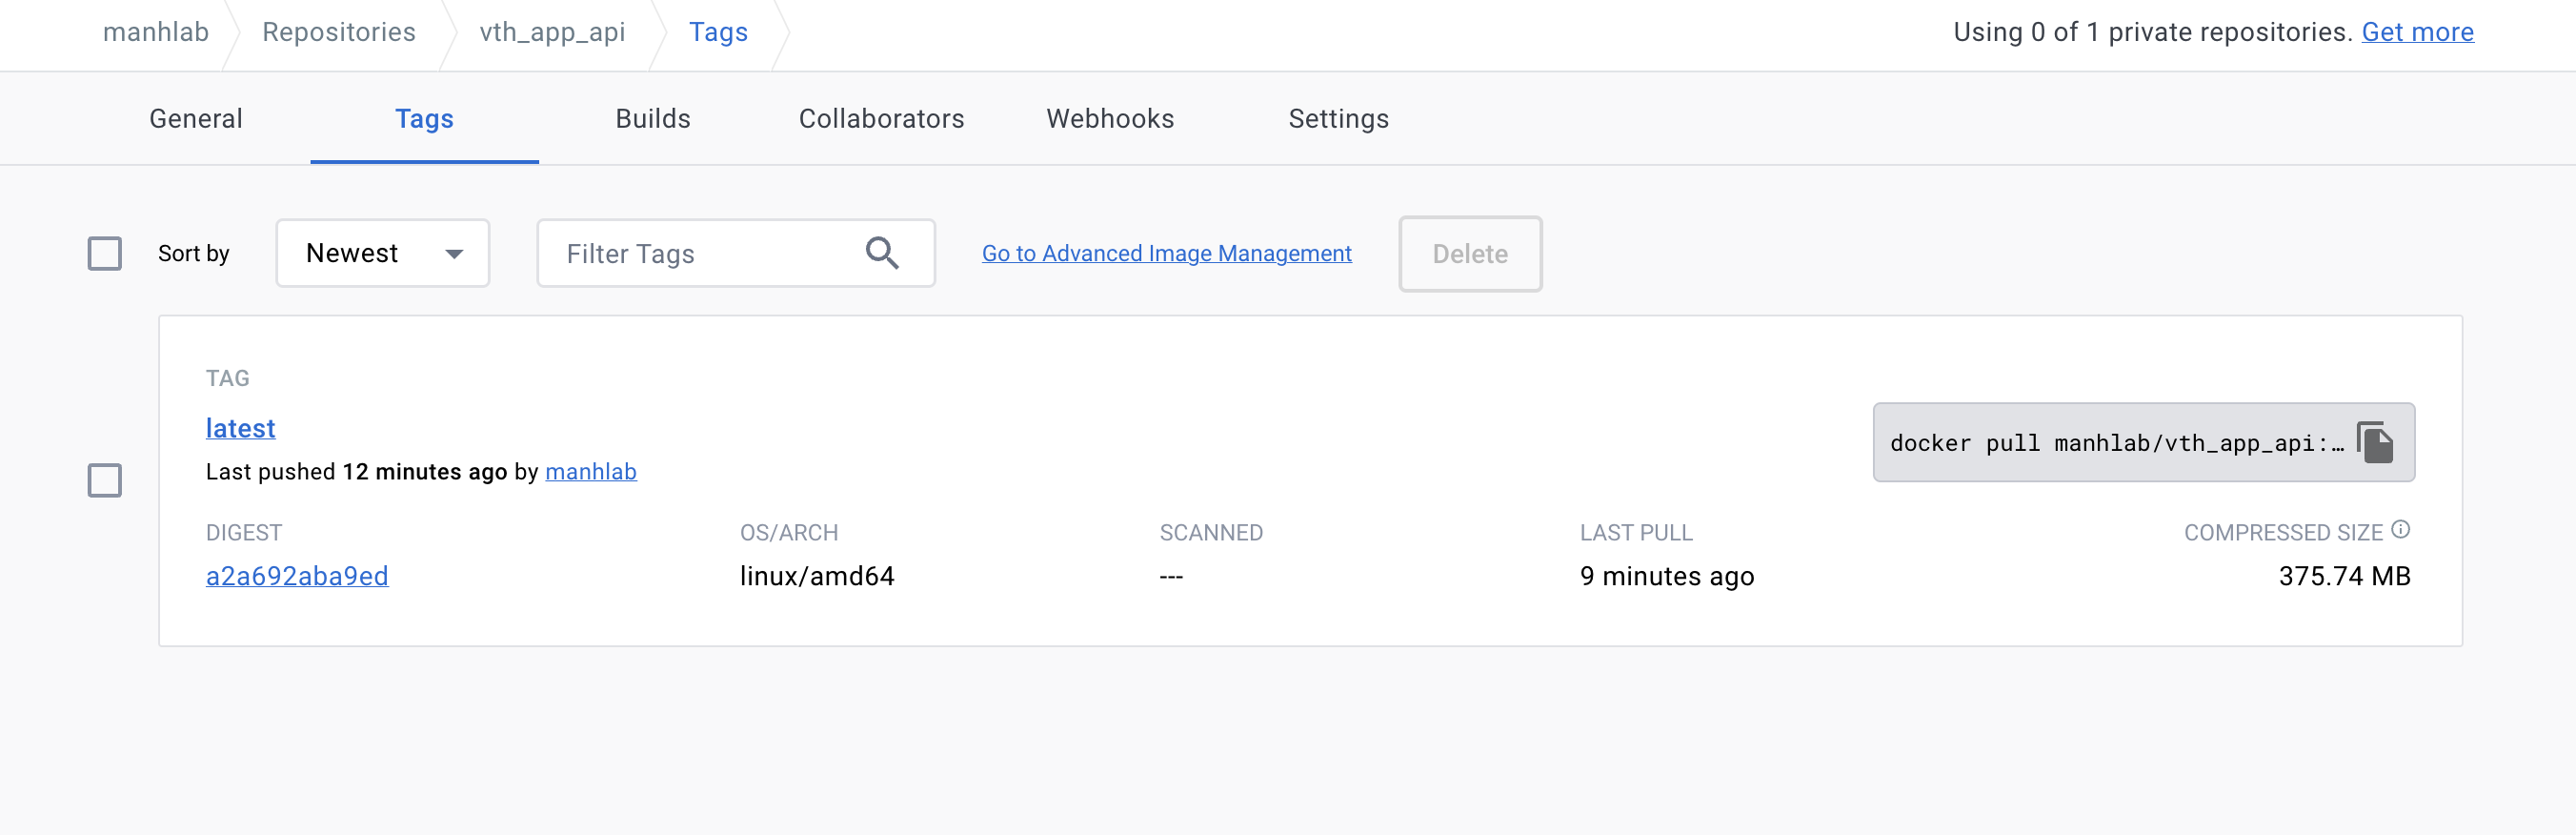 manhlab Repositories vth_app_api Tags Using 0 of 1 private repositories. Get more
General Tags Builds Collaborators Webhooks Settings
Sort by Newest Filter Tags Go to Advanced Image Management Delete
TAG
latest
docker pull manhlab/vth_app_api:…
Last pushed 12 minutes ago by manhlab
DIGEST OS/ARCH SCANNED LAST PULL COMPRESSED SIZE
a2a692aba9ed linux/amd64 --- 9 minutes ago 375.74 MB